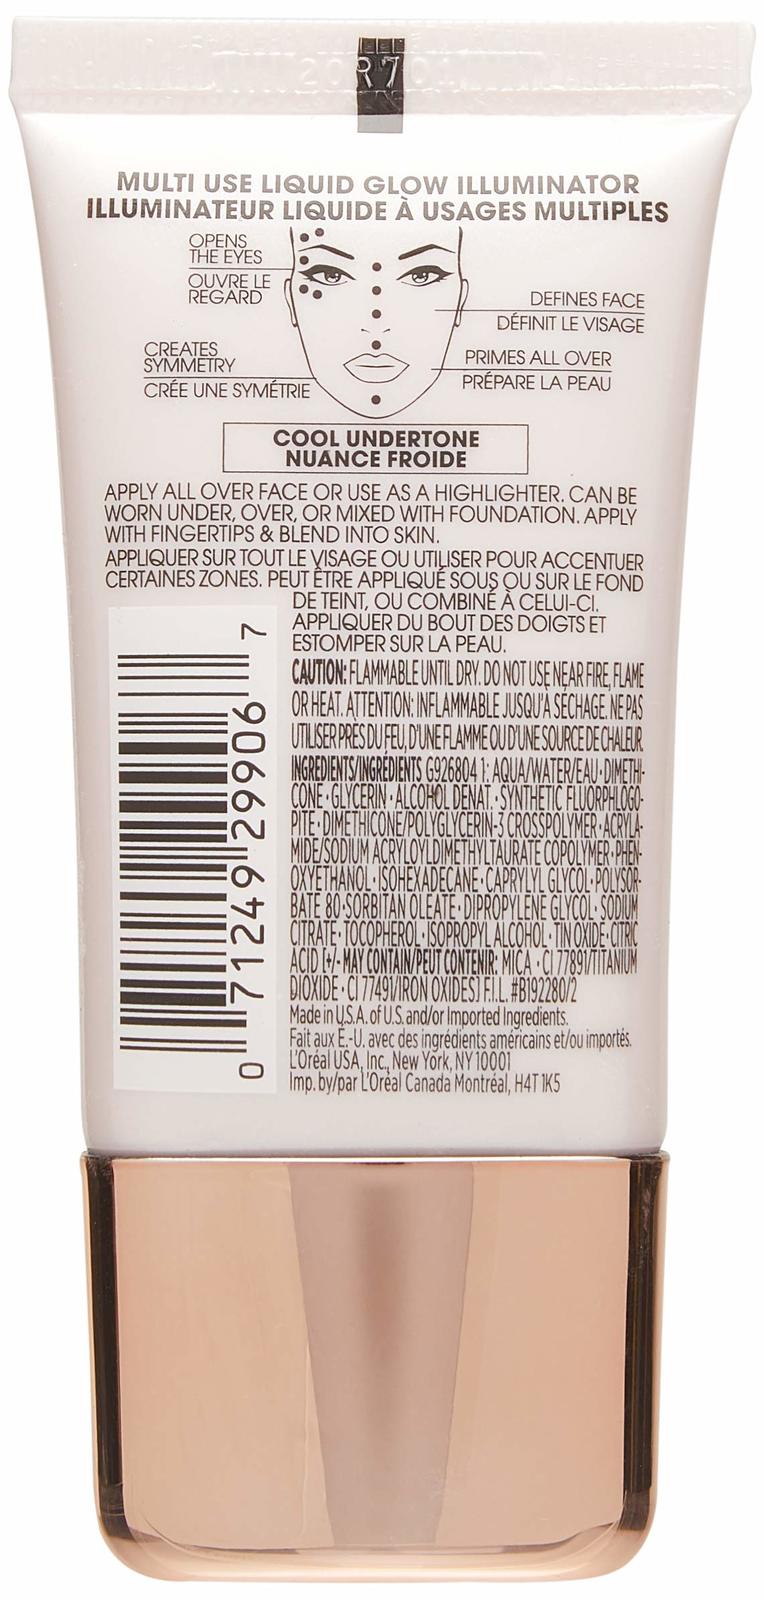 20R70
MULTI USE LIQUID GLOW ILLUMINATOR
ILLUMINATEUR LIQUIDE À USAGES MULTIPLES
OPENS
THE EYES
OUVRE LE
REGARD
DEFINES FACE
DÉFINIT LE VISAGE
CREATES
SYMMETRY
CRÉE UNE SYMÉTRIE
PRIMES ALL OVER
PRÉPARE LA PEAU
COOL UNDERTONE
NUANCE FROIDE
APPLY ALL OVER FACE OR USE AS A HIGHLIGHTER. CAN BE
WORN UNDER, OVER, OR MIXED WITH FOUNDATION. APPLY
WITH FINGERTIPS & BLEND INTO SKIN.
APPLIQUER SUR TOUT LE VISAGE OU UTILISER POUR ACCENTUER
CERTAINES ZONES. PEUT ÊTRE APPLIQUÉ SOUS OU SUR LE FOND
DE TEINT, OU COMBINÉ À CELUI-CI.
APPLIQUER DU BOUT DES DOIGTS ET
ESTOMPER SUR LA PEAU.
CAUTION: FLAMMABLE UNTIL DRY. DO NOT USE NEAR FIRE, FLAME
OR HEAT. ATTENTION: INFLAMMABLE JUSQU'À SÉCHAGE. NE PAS
UTILISER PRÈS DU FEU, D'UNE FLAMME OU D'UNE SOURCE DE CHALEUR.
INGREDIENTS/INGRÉDIENTS G926804 1: AQUA/WATER/EAU · DIMETHI-
CONE · GLYCERIN · ALCOHOL DENAT. · SYNTHETIC FLUORPHLOGO-
PITE · DIMETHICONE/POLYGLYCERIN-3 CROSSPOLYMER · ACRYLA-
MIDE/SODIUM ACRYLOYLDIMETHYLTAURATE COPOLYMER · PHEN-
OXYETHANOL · ISOHEXADECANE · CAPRYLYL GLYCOL · POLYSOR-
BATE 80 · SORBITAN OLEATE · DIPROPYLENE GLYCOL · SODIUM
CITRATE · TOCOPHEROL · ISOPROPYL ALCOHOL · TIN OXIDE · CITRIC
ACID [+/- MAY CONTAIN/PEUT CONTENIR: MICA · CI 77891/TITANIUM
DIOXIDE · CI 77491/IRON OXIDES] F.I.L. #B192280/2
Made in U.S.A. of U.S. and/or Imported Ingredients.
Fait aux É.-U. avec des ingrédients américains et/ou importés.
L'Oréal USA, Inc., New York, NY 10001
Imp. by/par L'Oréal Canada Montréal, H4T 1K5
0 71249 29906 7